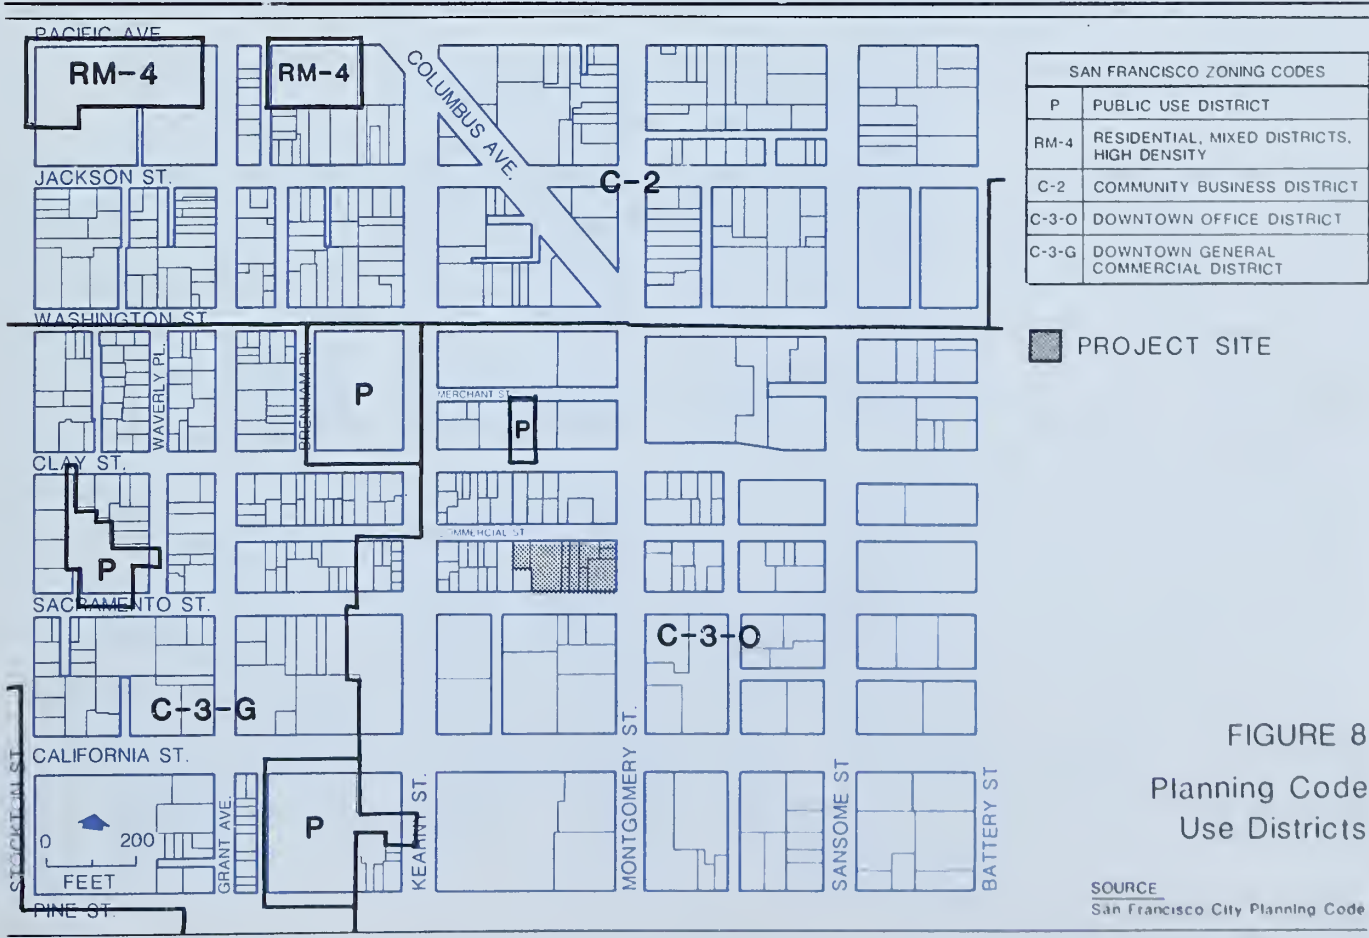 PACIFIC AVE
RM-4
RM-4
COLUMBUS AVE.
JACKSON ST.
C-2
WASHINGTON ST.
WAVERLY PL.
BRENHAM PL.
P
MERCHANT ST
P
CLAY ST.
COMMERCIAL ST
P
SACRAMENTO ST.
C-3-O
C-3-G
CALIFORNIA ST.
STOCKTON ST.
0 200
FEET
GRANT AVE.
P
KEARNY ST.
MONTGOMERY ST.
SANSOME ST
BATTERY ST
PINE ST.
SAN FRANCISCO ZONING CODES
P PUBLIC USE DISTRICT
RM-4 RESIDENTIAL, MIXED DISTRICTS,
HIGH DENSITY
C-2 COMMUNITY BUSINESS DISTRICT
C-3-O DOWNTOWN OFFICE DISTRICT
C-3-G DOWNTOWN GENERAL
COMMERCIAL DISTRICT
PROJECT SITE
FIGURE 8
Planning Code
Use Districts
SOURCE
San Francisco City Planning Code